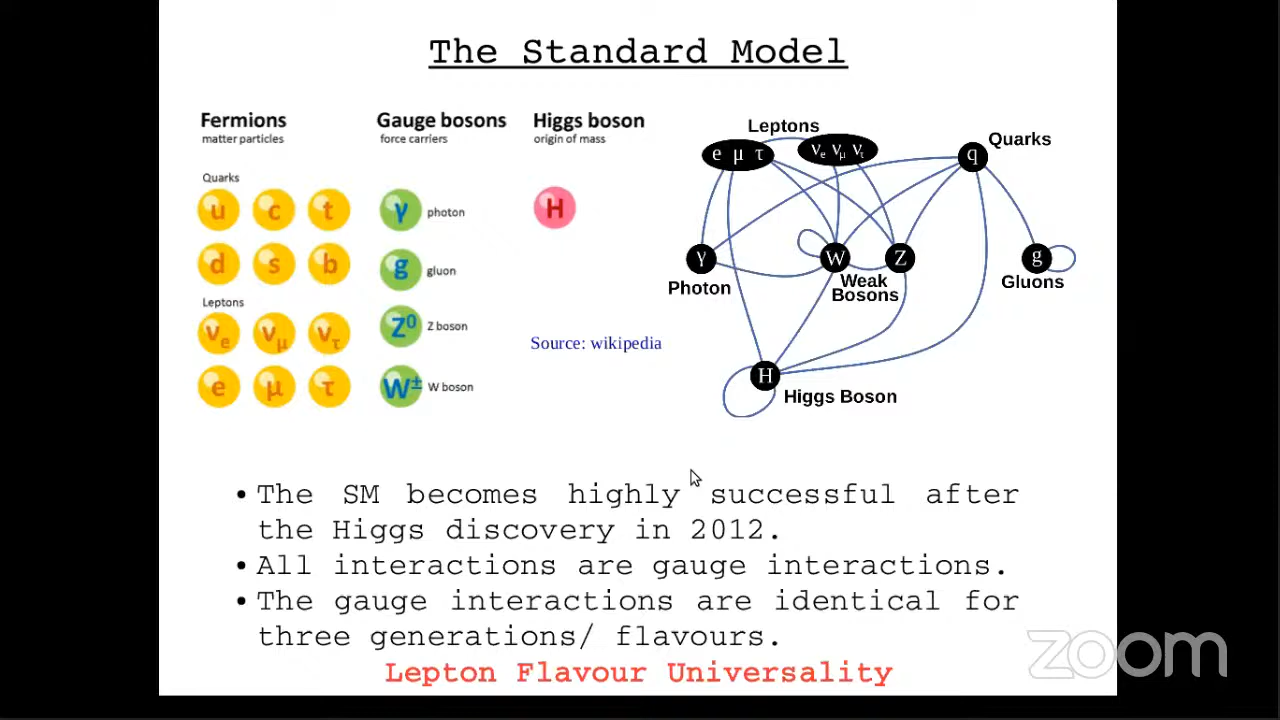 The Standard Model
Fermions
matter particles
Gauge bosons
force carriers
Higgs boson
origin of mass
Quarks
u c t
d s b
Leptons
νe νμ ντ
e μ τ
γ photon
g gluon
Z⁰ Z boson
W± W boson
H
Source: wikipedia
Leptons
e μ τ
νe νμ ντ
Quarks
q
γ
Photon
W
Z
Weak
Bosons
g
Gluons
H
Higgs Boson
• The SM becomes highly successful after
the Higgs discovery in 2012.
• All interactions are gauge interactions.
• The gauge interactions are identical for
three generations/ flavours.
Lepton Flavour Universality
zoom